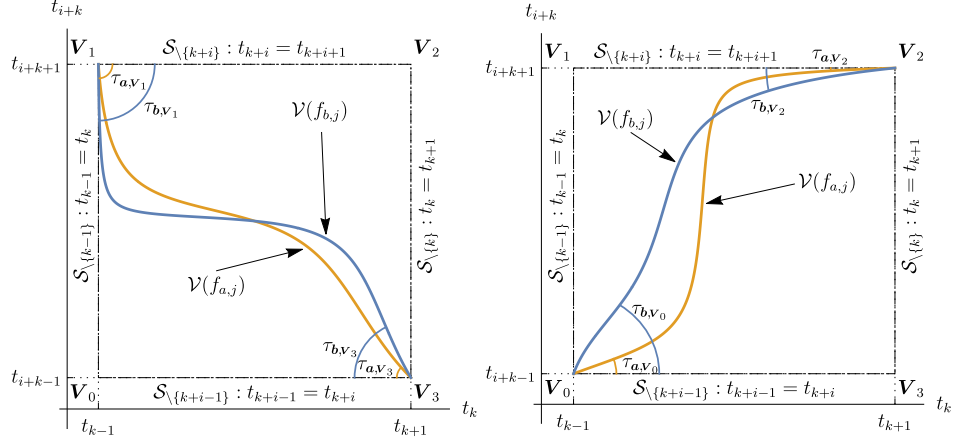 t_{i+k}
V_1
S_{\{k+i}} : t_{k+i} = t_{k+i+1}
V_2
t_{i+k+1}
τ_{a,V_1}
τ_{b,V_1}
V(f_{b,j})
S_{\{k-1}} : t_{k-1} = t_k
S_{\{k}} : t_k = t_{k+1}
V(f_{a,j})
τ_{b,V_3}
τ_{a,V_3}
t_{i+k-1}
V_0
S_{\{k+i-1}} : t_{k+i-1} = t_{k+i}
V_3
t_k
t_{k-1}
t_{k+1}
t_{i+k}
V_1
S_{\{k+i}} : t_{k+i} = t_{k+i+1}
τ_{a,V_2}
V_2
t_{i+k+1}
τ_{b,V_2}
V(f_{b,j})
V(f_{a,j})
S_{\{k-1}} : t_{k-1} = t_k
S_{\{k}} : t_k = t_{k+1}
τ_{b,V_0}
τ_{a,V_0}
t_{i+k-1}
V_0
S_{\{k+i-1}} : t_{k+i-1} = t_{k+i}
V_3
t_k
t_{k-1}
t_{k+1}